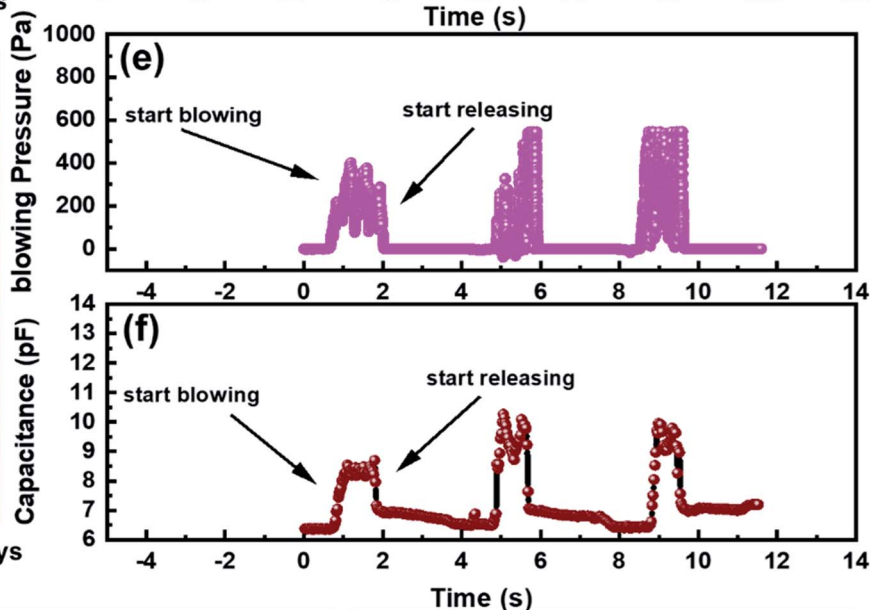 s
Time (s)
(e)
blowing Pressure (Pa)
1000
800
600
400
200
0
start blowing
start releasing
-4 -2 0 2 4 6 8 10 12 14
(f)
Capacitance (pF)
14
13
12
11
10
9
8
7
6
start blowing
start releasing
ys
-4 -2 0 2 4 6 8 10 12 14
Time (s)